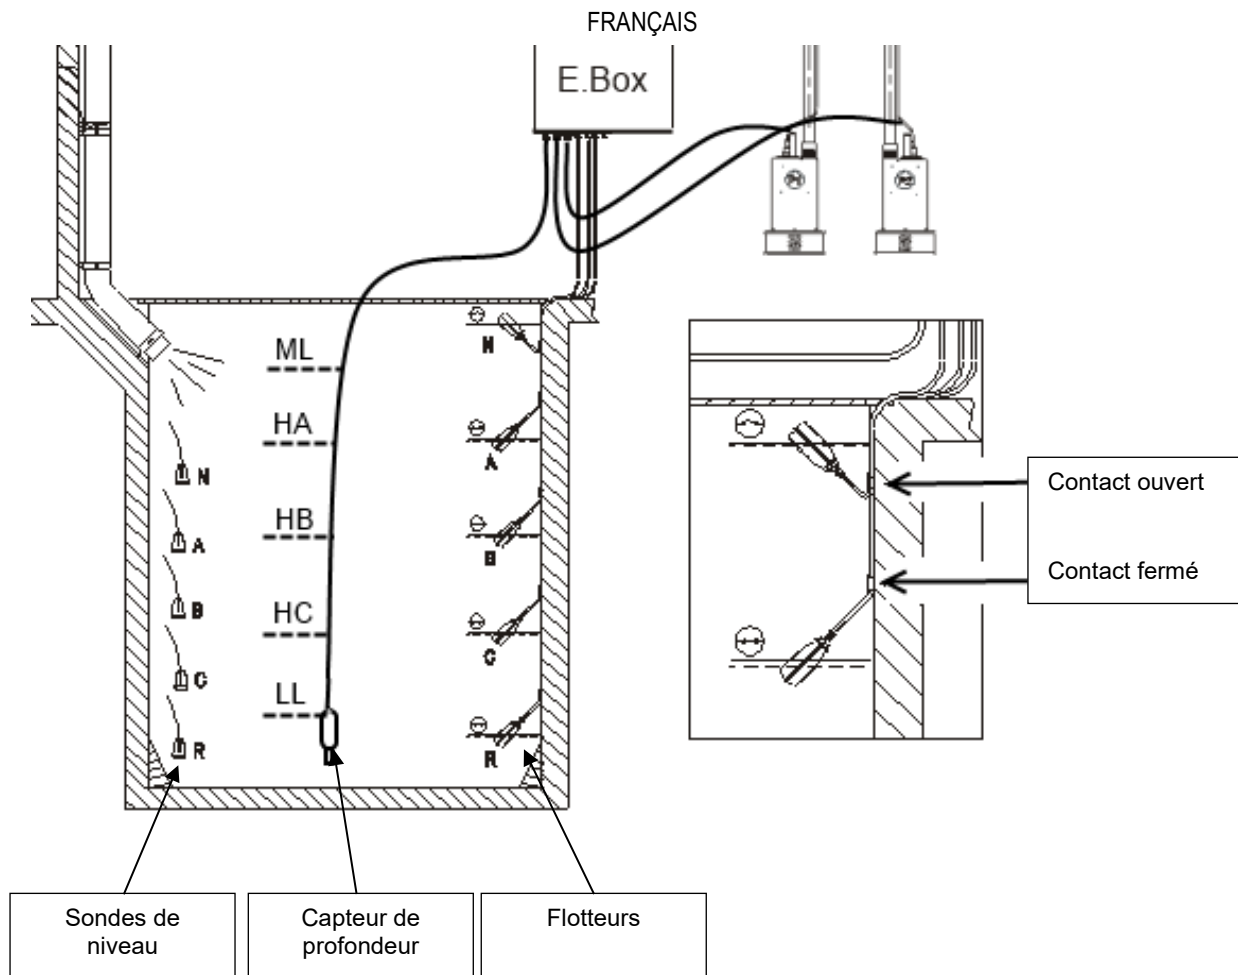 FRANÇAIS
E.Box
ML
HA
HB
HC
LL
N
A
B
C
R
N
A
B
C
R
Contact ouvert
Contact fermé
Sondes de
niveau
Capteur de
profondeur
Flotteurs